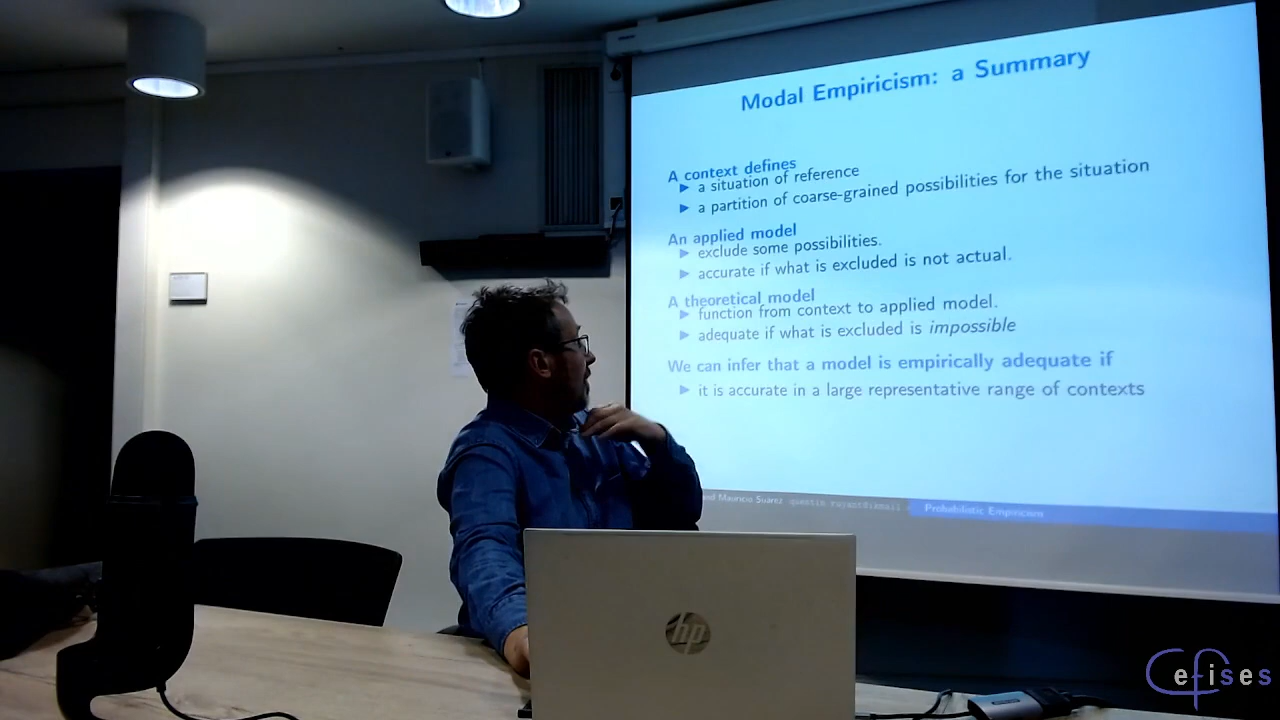 Modal Empiricism: a Summary
A context defines
a situation of reference
a partition of coarse-grained possibilities for the situation
An applied model
exclude some possibilities.
accurate if what is excluded is not actual.
A theoretical model
function from context to applied model.
adequate if what is excluded is impossible
We can infer that a model is empirically adequate if
it is accurate in a large representative range of contexts
Mauricio Suárez
Probabilistic Empiricism
hp
Cefises